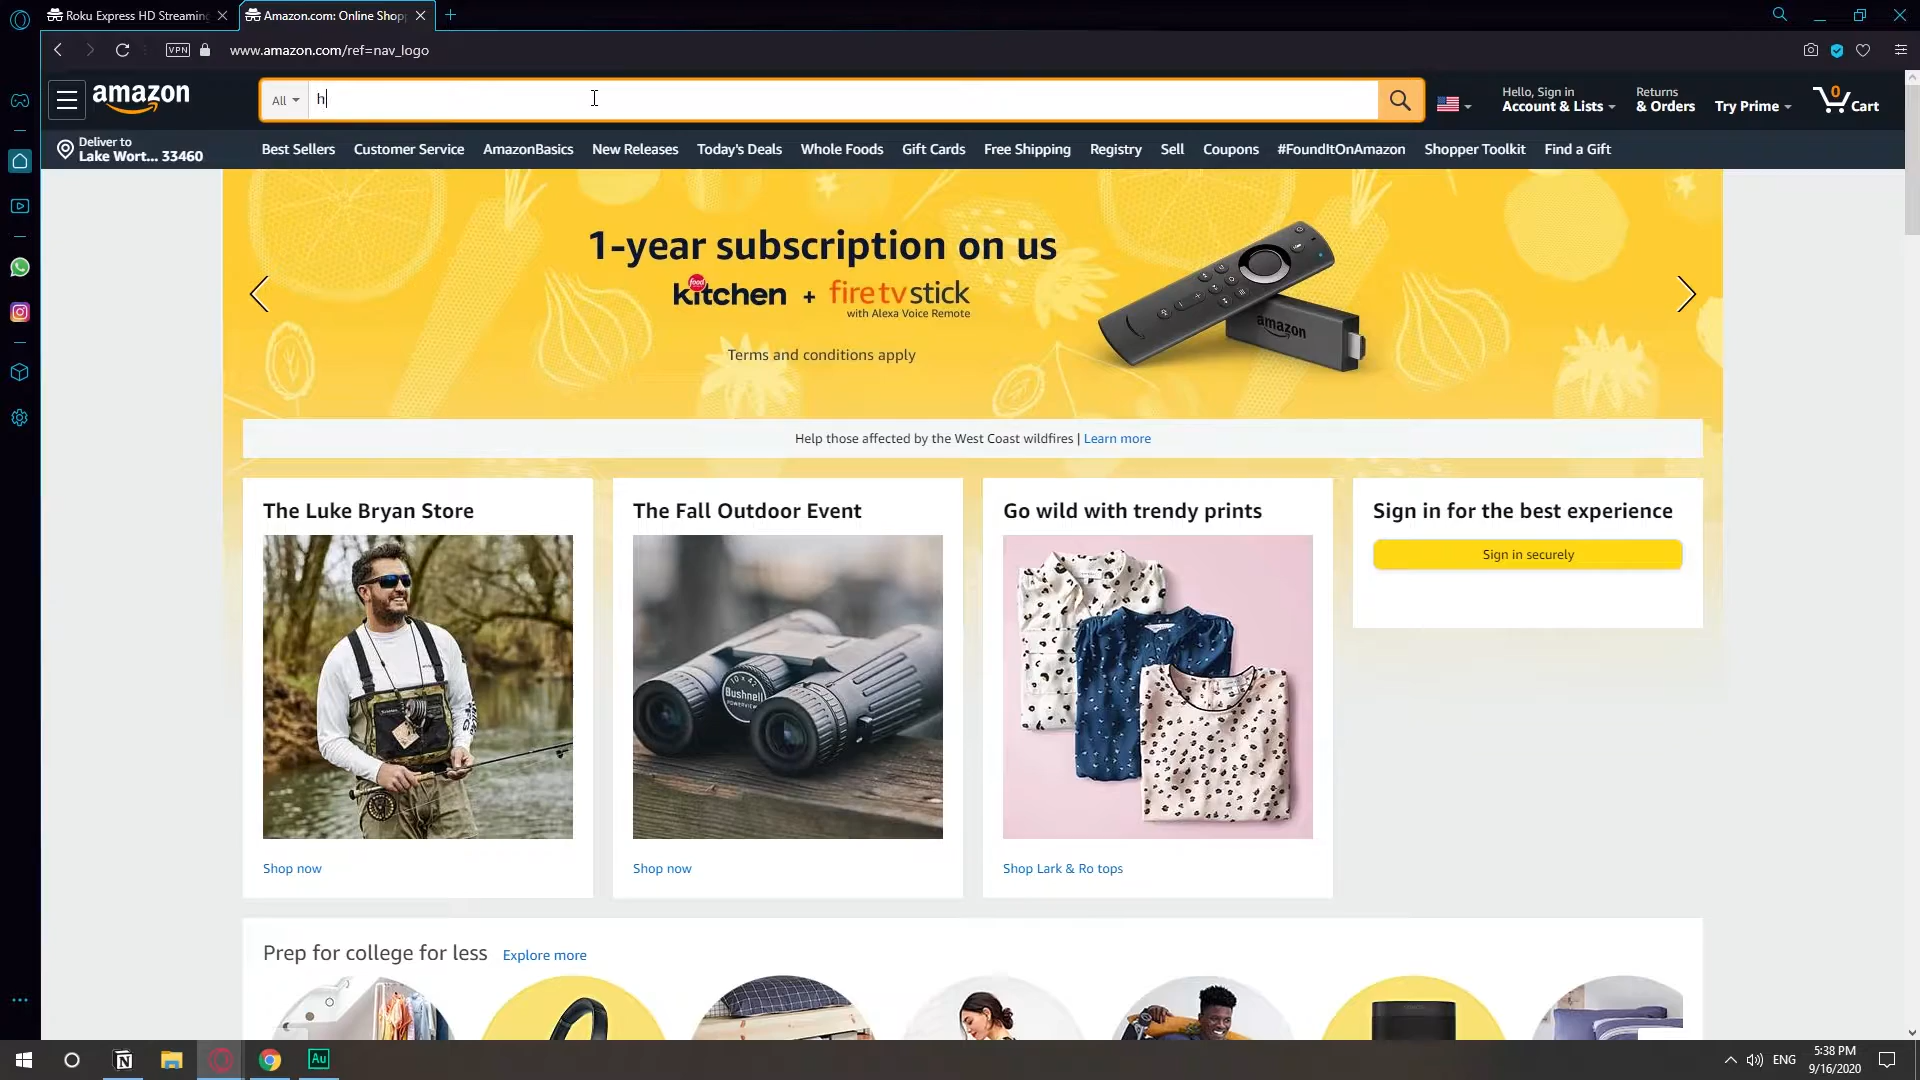 Roku Express HD Streaming
Amazon.com: Online Shop
VPN
www.amazon.com/ref=nav_logo
amazon
All
h
Hello, Sign in
Account & Lists
Returns
& Orders
Try Prime
0
Cart
Deliver to
Lake Wort... 33460
Best Sellers
Customer Service
AmazonBasics
New Releases
Today's Deals
Whole Foods
Gift Cards
Free Shipping
Registry
Sell
Coupons
#FoundItOnAmazon
Shopper Toolkit
Find a Gift
1-year subscription on us
food
kitchen + fire tv stick
with Alexa Voice Remote
Terms and conditions apply
amazon
Help those affected by the West Coast wildfires | Learn more
The Luke Bryan Store
Shop now
The Fall Outdoor Event
10 x 42
Bushnell
POWERVIEW
Shop now
Go wild with trendy prints
Shop Lark & Ro tops
Sign in for the best experience
Sign in securely
Prep for college for less
Explore more
Au
ENG
5:38 PM
9/16/2020